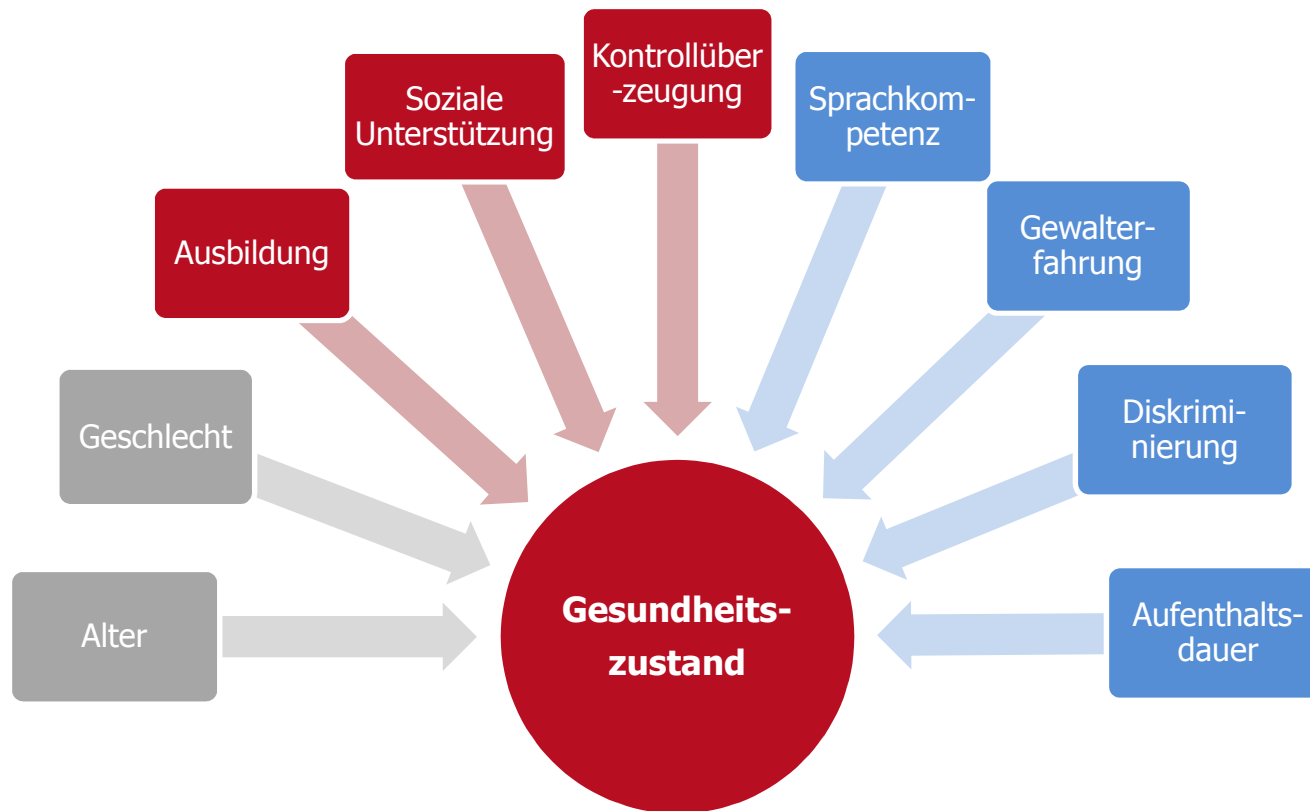 Kontrollüber
-zeugung
Soziale
Unterstützung
Sprachkom-
petenz
Ausbildung
Gewalter-
fahrung
Geschlecht
Diskrimi-
nierung
Alter
Gesundheits-
zustand
Aufenthalts-
dauer